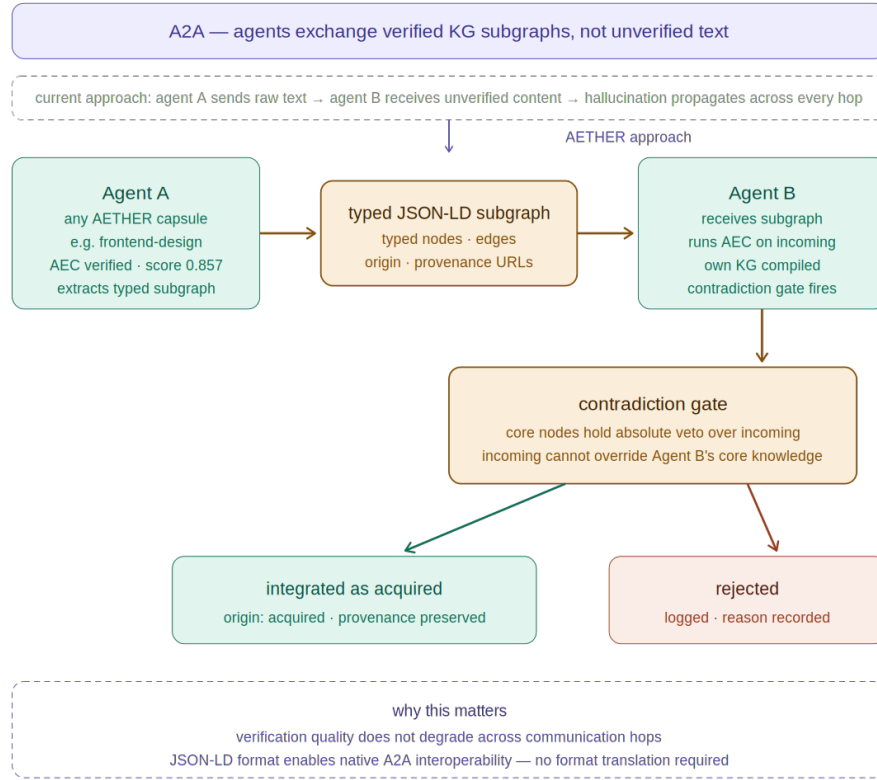 A2A — agents exchange verified KG subgraphs, not unverified text
current approach: agent A sends raw text → agent B receives unverified content → hallucination propagates across every hop
AETHER approach
Agent A
any AETHER capsule
e.g. frontend-design
AEC verified · score 0.857
extracts typed subgraph
typed JSON-LD subgraph
typed nodes · edges
origin · provenance URLs
Agent B
receives subgraph
runs AEC on incoming
own KG compiled
contradiction gate fires
contradiction gate
core nodes hold absolute veto over incoming
incoming cannot override Agent B's core knowledge
integrated as acquired
origin: acquired · provenance preserved
rejected
logged · reason recorded
why this matters
verification quality does not degrade across communication hops
JSON-LD format enables native A2A interoperability — no format translation required